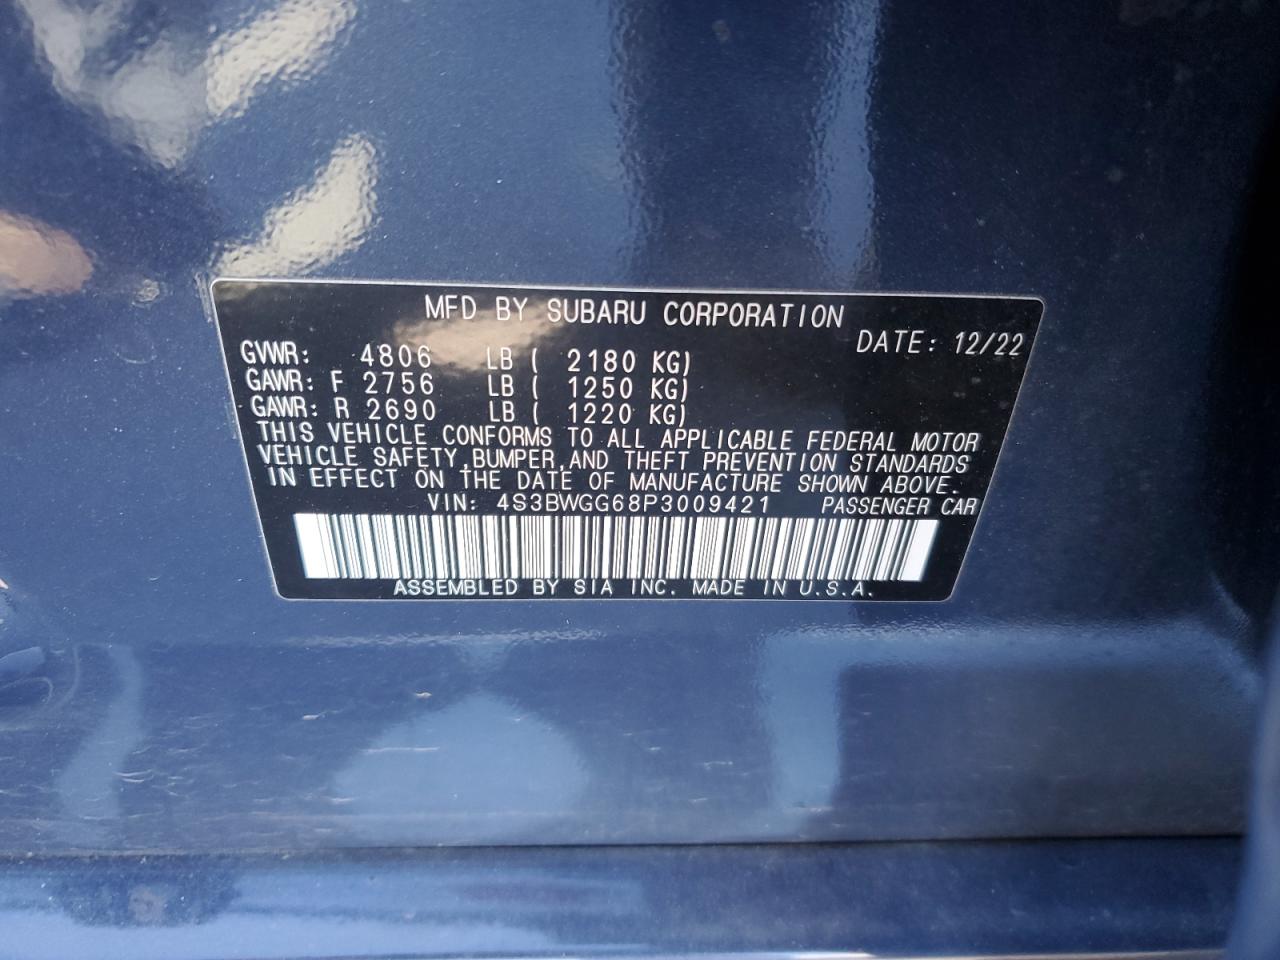 MFD BY SUBARU CORPORATION
DATE: 12/22
GVWR: 4806 LB ( 2180 KG)
GAWR: F 2756 LB ( 1250 KG)
GAWR: R 2690 LB ( 1220 KG)
THIS VEHICLE CONFORMS TO ALL APPLICABLE FEDERAL MOTOR
VEHICLE SAFETY,BUMPER,AND THEFT PREVENTION STANDARDS
IN EFFECT ON THE DATE OF MANUFACTURE SHOWN ABOVE.
VIN: 4S3BWGG68P3009421 PASSENGER CAR
ASSEMBLED BY SIA INC. MADE IN U.S.A.